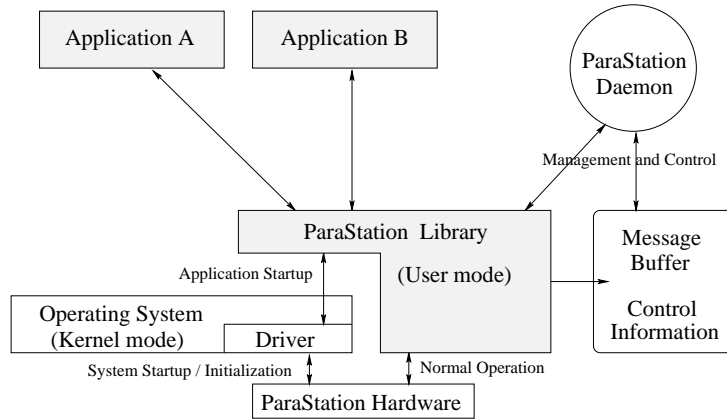 Application A
Application B
ParaStation
Daemon
Management and Control
ParaStation Library
(User mode)
Message
Buffer
Control
Information
Application Startup
Operating System
(Kernel mode)
Driver
System Startup / Initialization
Normal Operation
ParaStation Hardware